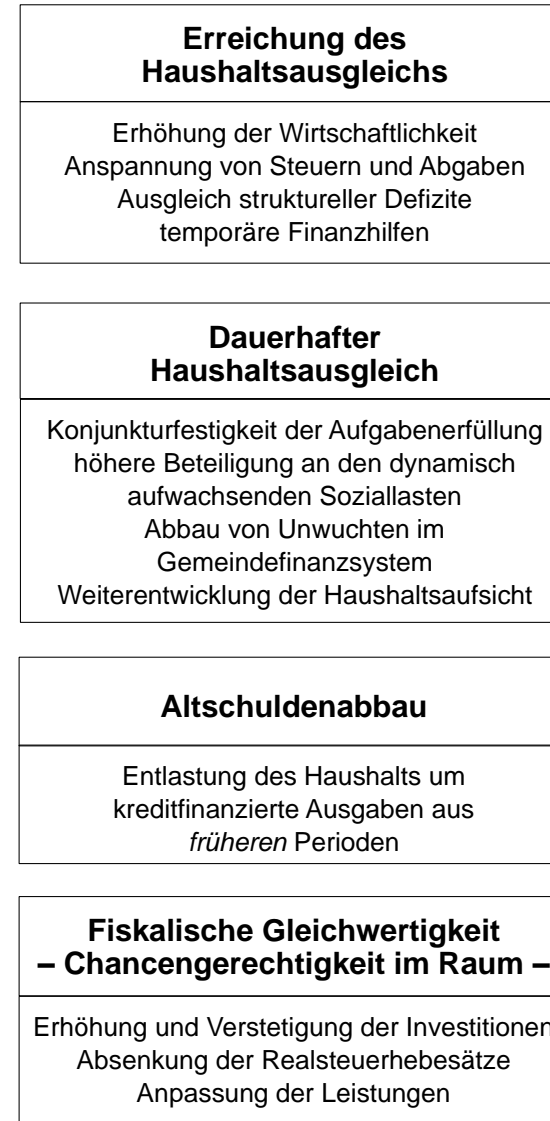 Erreichung des
Haushaltsausgleichs
Erhöhung der Wirtschaftlichkeit
Anspannung von Steuern und Abgaben
Ausgleich struktureller Defizite
temporäre Finanzhilfen
Dauerhafter
Haushaltsausgleich
Konjunkturfestigkeit der Aufgabenerfüllung
höhere Beteiligung an den dynamisch
aufwachsenden Soziallasten
Abbau von Unwuchten im
Gemeindefinanzsystem
Weiterentwicklung der Haushaltsaufsicht
Altschuldenabbau
Entlastung des Haushalts um
kreditfinanzierte Ausgaben aus
früheren Perioden
Fiskalische Gleichwertigkeit
– Chancengerechtigkeit im Raum –
Erhöhung und Verstetigung der Investitionen
Absenkung der Realsteuerhebesätze
Anpassung der Leistungen